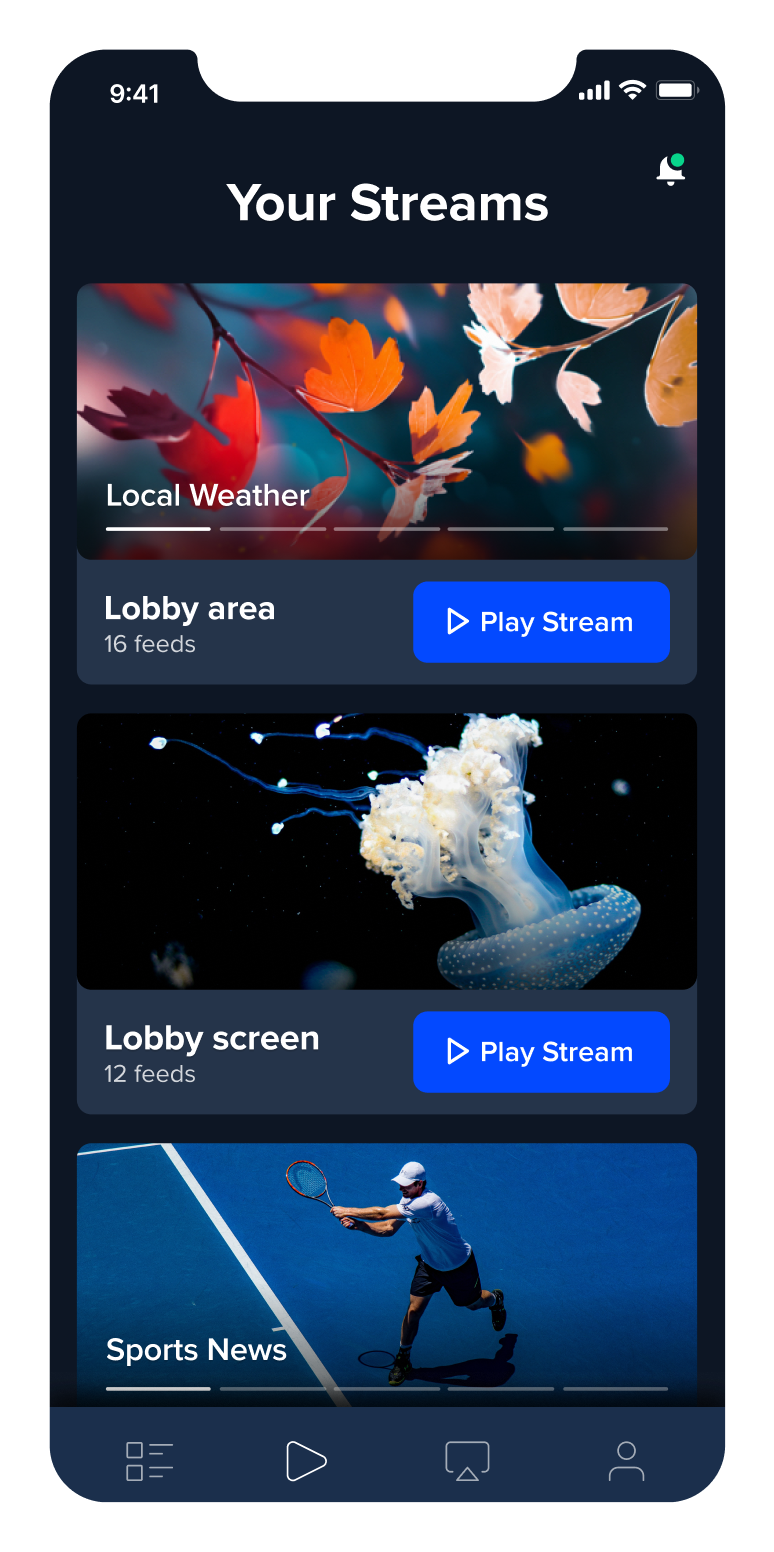 9:41
Your Streams
Local Weather
Lobby area
16 feeds
Play Stream
Lobby screen
12 feeds
Play Stream
Sports News